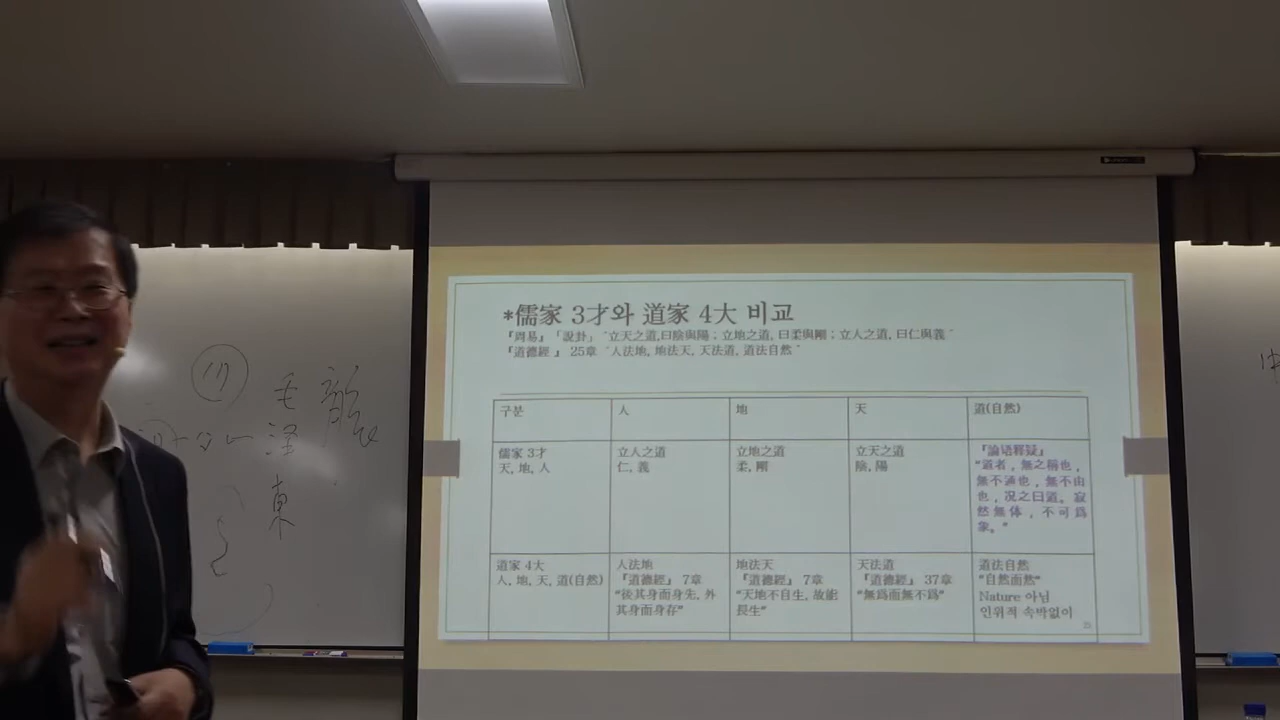 *儒家 3才와 道家 4大 비교
『周易』「說卦」“立天之道,曰陰與陽；立地之道, 曰柔與剛；立人之道, 曰仁與義”
『道德經』 25章 “人法地, 地法天, 天法道, 道法自然”
구분
人
地
天
道(自然)
儒家 3才
天, 地, 人
立人之道
仁, 義
立地之道
柔, 剛
立天之道
陰, 陽
『論语释疑』
“道者，無之稱也，
無不通也，無不由
也，况之曰道。寂
然無体，不可爲
象。”
道家 4大
人, 地, 天, 道(自然)
人法地
『道德經』 7章
“後其身而身先, 外
其身而身存”
地法天
『道德經』 7章
“天地不自生, 故能
長生”
天法道
『道德經』 37章
“無爲而無不爲”
道法自然
“自然而然”
Nature 아님
인위적 속박없이
龍
毛
澤
東